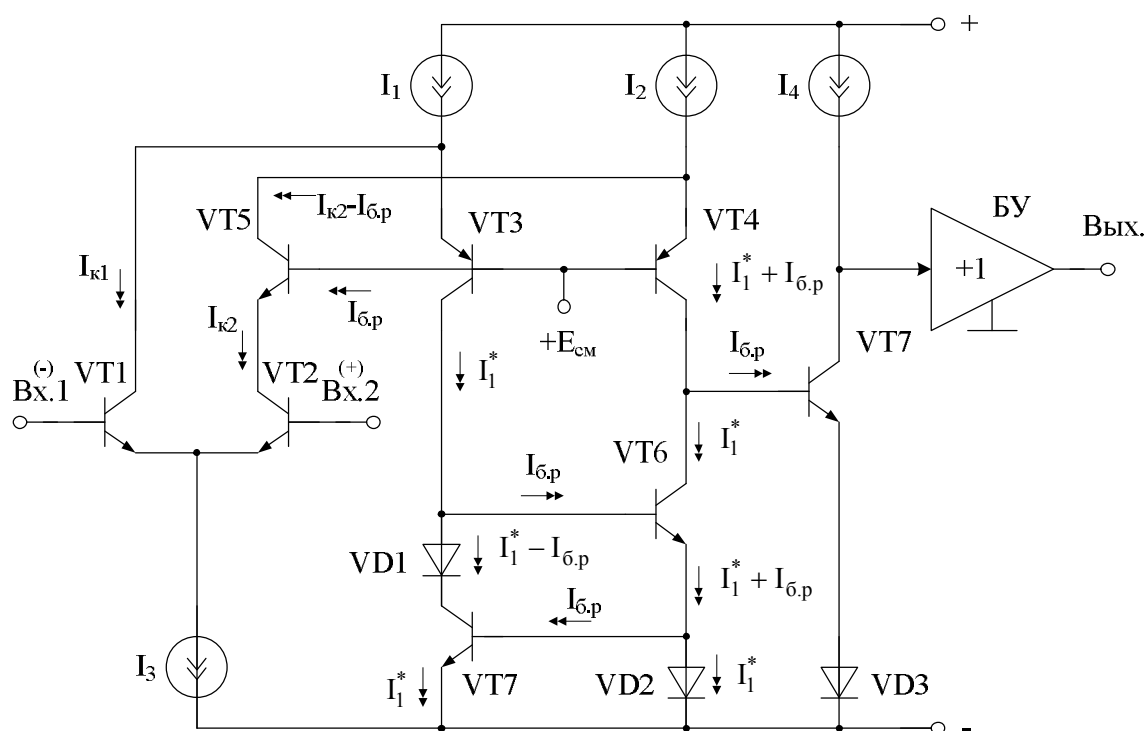 +
I₁
I₂
I₄
VT5
Iк2-Iб.р
VT3
VT4
БУ
Вых.
Iк1
I₁* + Iб.р
+1
Iб.р
Iк2
+Eсм
Iб.р
VT7
(-)
Вх.1
VT1
VT2
(+)
Вх.2
I₁*
VT6
I₁*
Iб.р
VD1
I₁* – Iб.р
I₁* + Iб.р
Iб.р
I₃
I₁*
VT7
VD2
I₁*
VD3
-